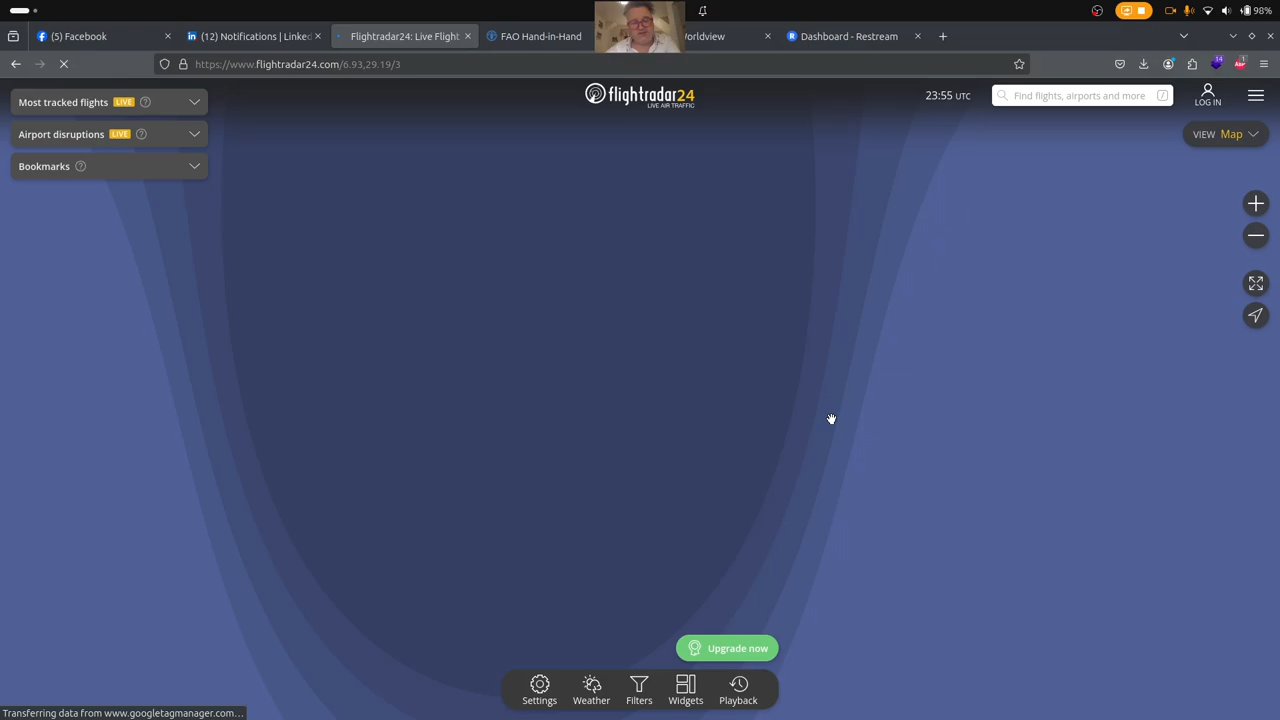 98%
(5) Facebook
(12) Notifications | Linked
Flightradar24: Live Flight
FAO Hand-in-Hand
orldview
Dashboard - Restream
https://www.flightradar24.com/6.93,29.19/3
14
Most tracked flights LIVE ?
flightradar24
LIVE AIR TRAFFIC
23:55 UTC
Find flights, airports and more /
LOG IN
Airport disruptions LIVE ?
VIEW Map
Bookmarks ?
Upgrade now
Settings
Weather
Filters
Widgets
Playback
Transferring data from www.googletagmanager.com…